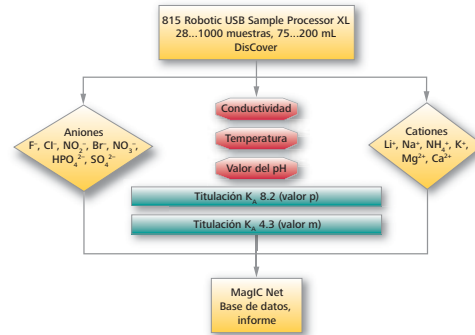 815 Robotic USB Sample Processor XL
28...1000 muestras, 75...200 mL
DisCover
Conductividad
Temperatura
Valor del pH
Aniones
F⁻, Cl⁻, NO₂⁻, Br⁻, NO₃⁻,
HPO₄²⁻, SO₄²⁻
Cationes
Li⁺, Na⁺, NH₄⁺, K⁺,
Mg²⁺, Ca²⁺
Titulación K_A 8.2 (valor p)
Titulación K_A 4.3 (valor m)
MagIC Net
Base de datos,
informe